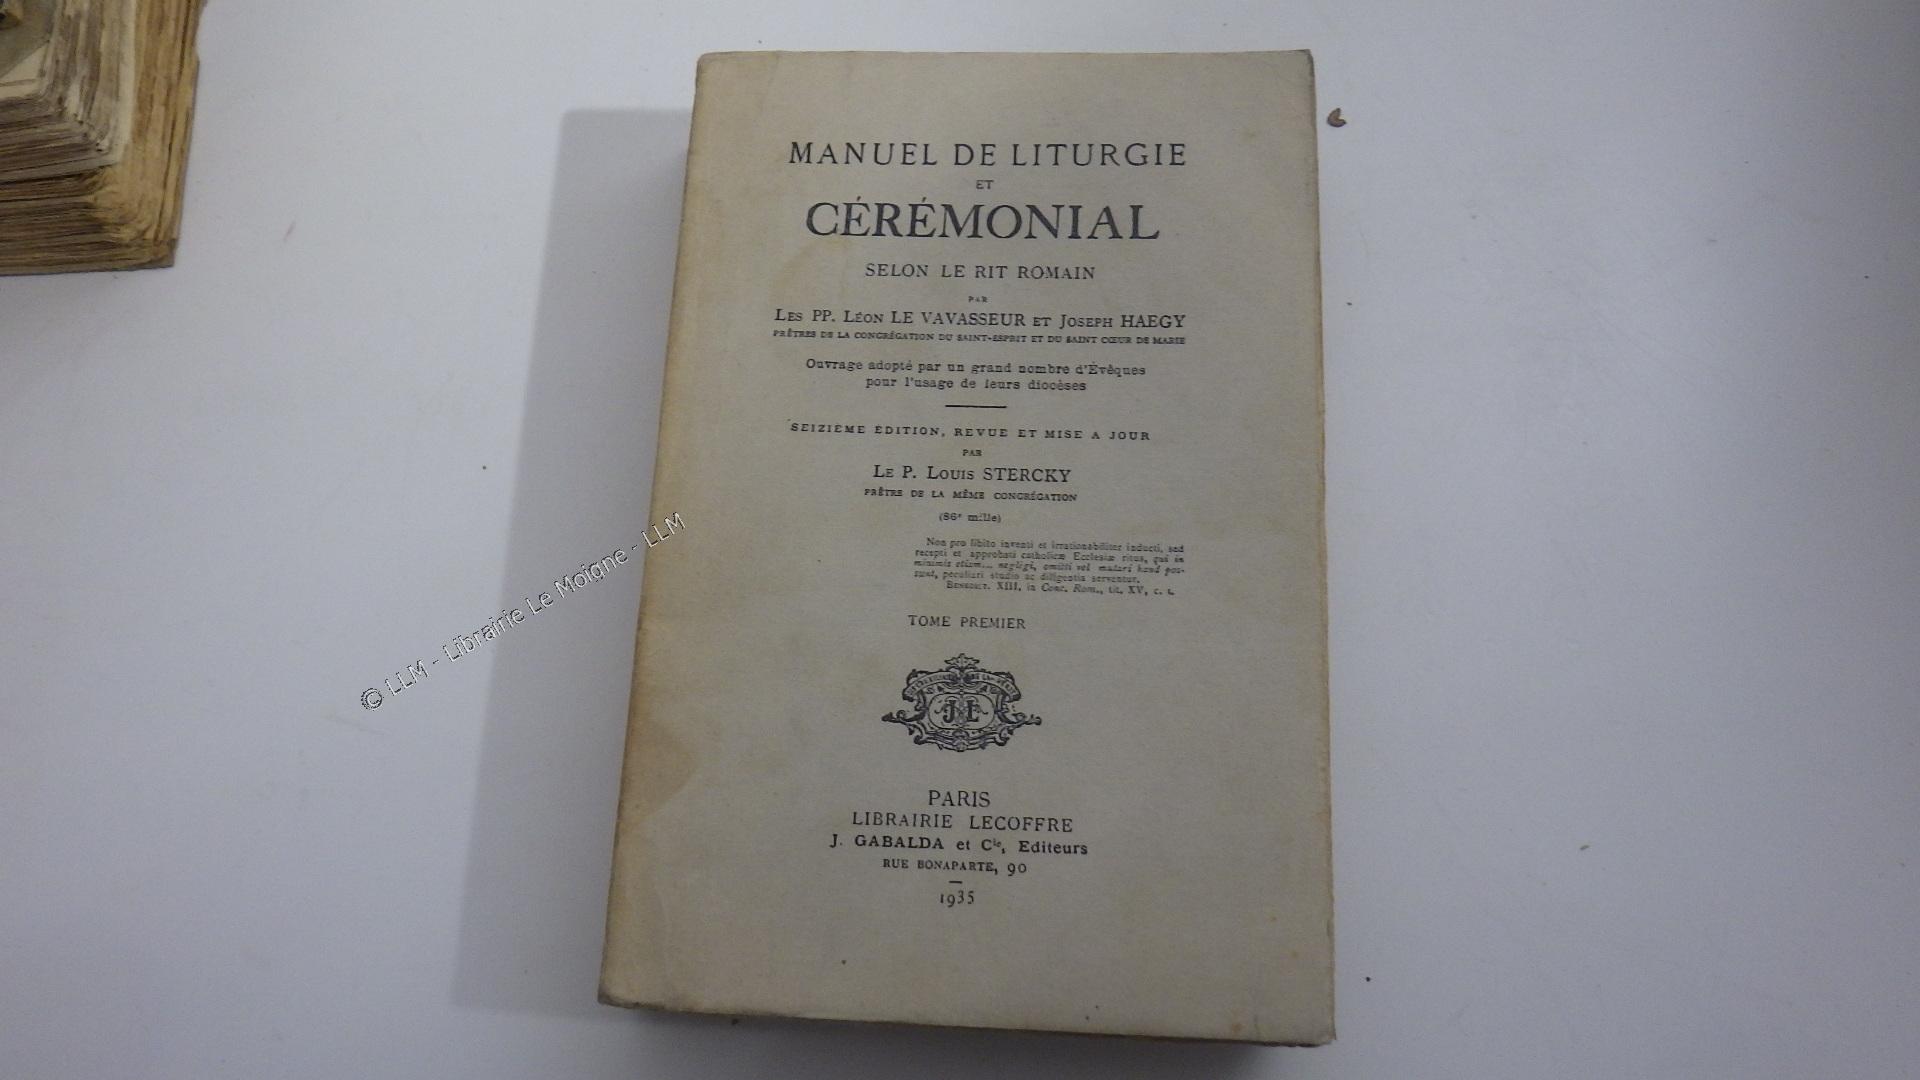 MANUEL DE LITURGIE
ET
CÉRÉMONIAL
SELON LE RIT ROMAIN
PAR
LES PP. LÉON LE VAVASSEUR ET JOSEPH HAEGY
PRÊTRES DE LA CONGRÉGATION DU SAINT-ESPRIT ET DU SAINT CŒUR DE MARIE
Ouvrage adopté par un grand nombre d'Évêques
pour l'usage de leurs diocèses
SEIZIÈME ÉDITION, REVUE ET MISE A JOUR
PAR
LE P. LOUIS STERCKY
PRÊTRE DE LA MÊME CONGRÉGATION
(86e mille)
Non pro libito inventi et irrationabiliter inducti, sed
recepti et approbati catholicæ Ecclesiæ ritus, qui in
minimis etiam... negligi, omitti vel mutari haud pos-
sunt, peculiari studio ac diligentia serventur.
BENEDICT. XIII, in Conc. Rom., tit. XV, c. 1.
TOME PREMIER
JL
PARIS
LIBRAIRIE LECOFFRE
J. GABALDA et Cie, Editeurs
RUE BONAPARTE, 90
1935
© LLM - Librairie Le Moigne - LLM